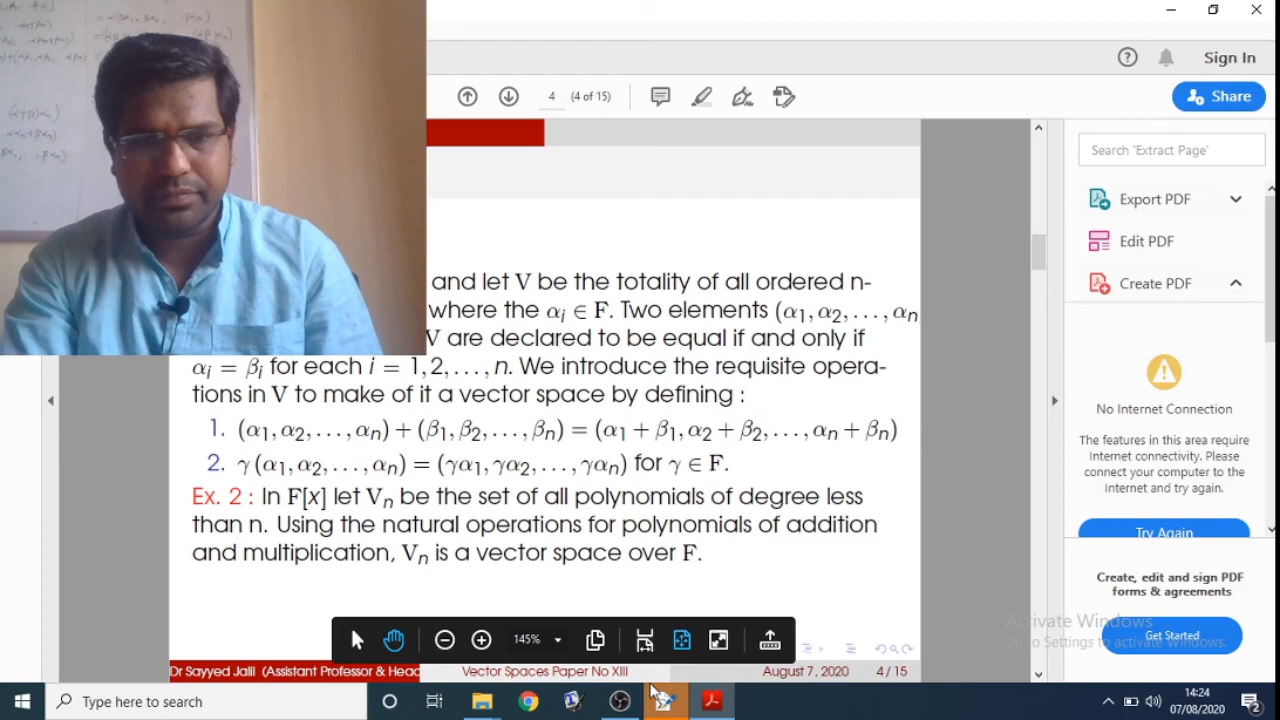 Sign In
4 (4 of 15)
Share
Search 'Extract Page'
Export PDF
Edit PDF
Create PDF
and let V be the totality of all ordered n-
where the αi ∈ F. Two elements (α1, α2, ..., αn
V are declared to be equal if and only if
αi = βi for each i = 1, 2, ..., n. We introduce the requisite opera-
tions in V to make of it a vector space by defining :
1. (α1, α2, ..., αn) + (β1, β2, ..., βn) = (α1 + β1, α2 + β2, ..., αn + βn)
2. γ (α1, α2, ..., αn) = (γα1, γα2, ..., γαn) for γ ∈ F.
Ex. 2 : In F[x] let Vn be the set of all polynomials of degree less
than n. Using the natural operations for polynomials of addition
and multiplication, Vn is a vector space over F.
No Internet Connection
The features in this area require
Internet connectivity. Please
connect your computer to the
Internet and try again.
Try Again
Create, edit and sign PDF
forms & agreements
Get Started
Activate Windows
Go to Settings to activate Windows.
145%
Dr Sayyed Jalil (Assistant Professor & Head
Vector Spaces Paper No XIII
August 7, 2020
4 / 15
Type here to search
14:24
07/08/2020
2